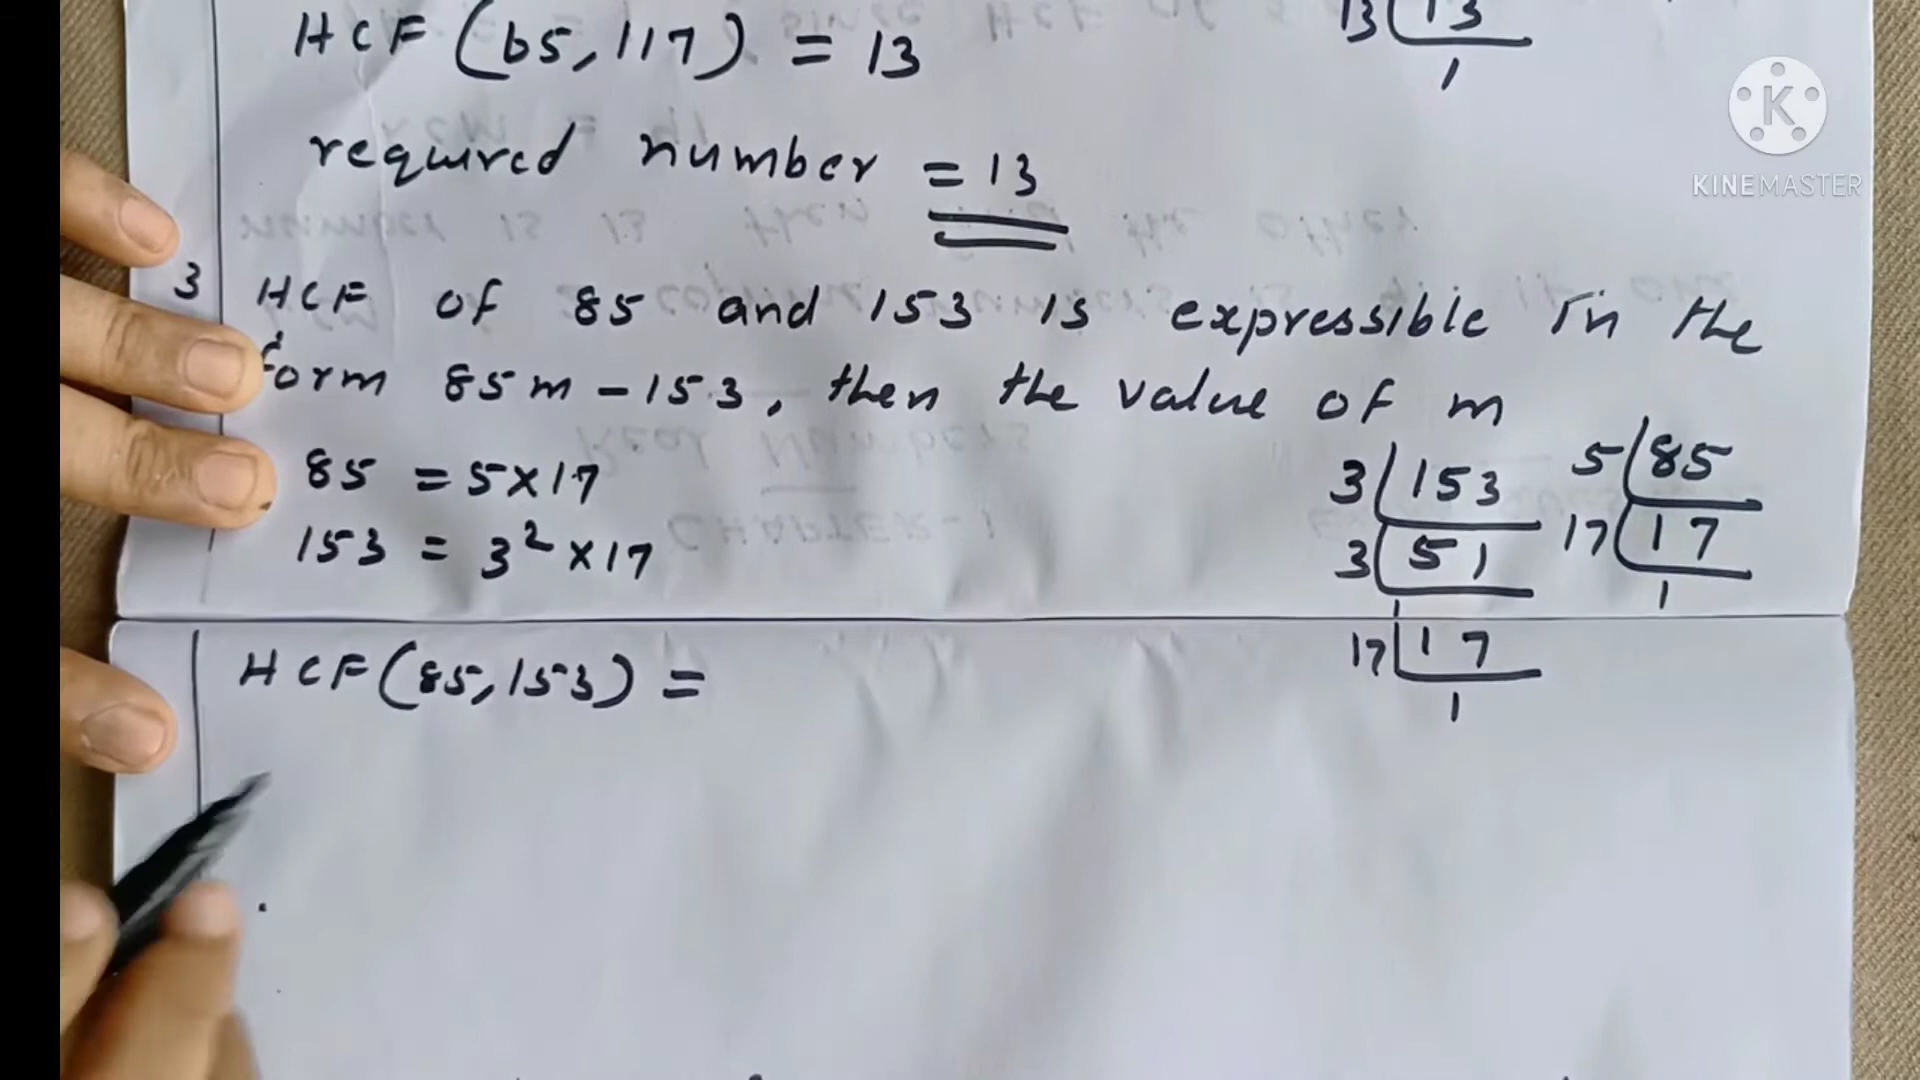 HCF (65, 117) = 13
13 13
1
required number = 13
KINEMASTER
3 HCF of 85 and 153 is expressible in the
form 85m - 153, then the value of m
85 = 5 × 17
153 = 3² × 17
3 153
3 51
17 17
1
5 85
17 17
1
HCF (85, 153) =